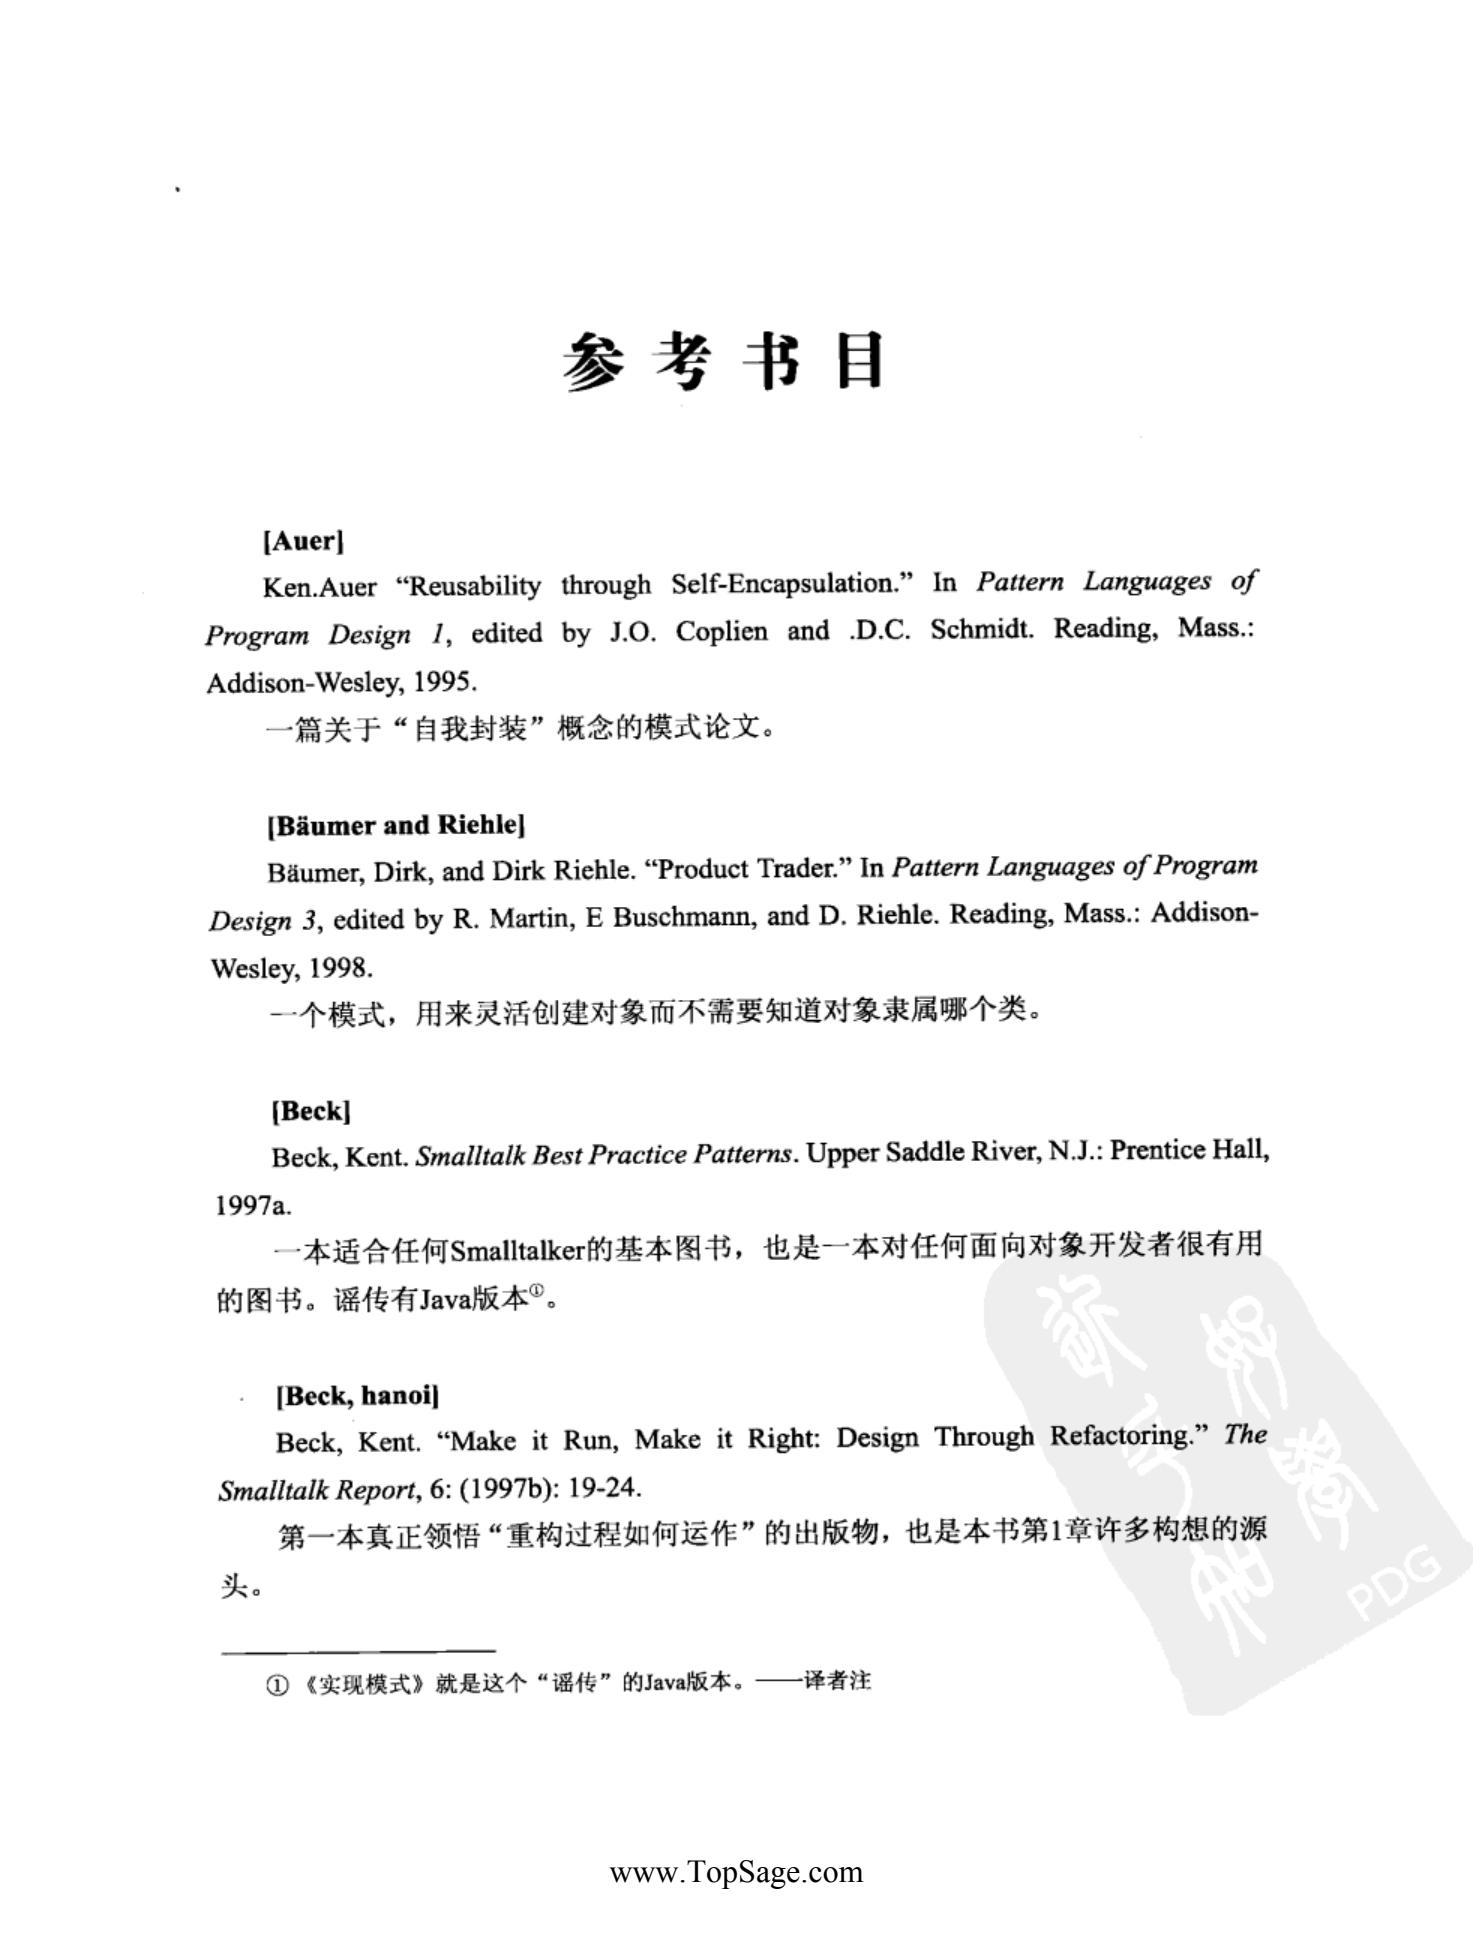 参考书目
[Auer]
Ken.Auer “Reusability through Self-Encapsulation.” In Pattern Languages of
Program Design 1, edited by J.O. Coplien and .D.C. Schmidt. Reading, Mass.:
Addison-Wesley, 1995.
一篇关于“自我封装”概念的模式论文。
[Bäumer and Riehle]
Bäumer, Dirk, and Dirk Riehle. “Product Trader.” In Pattern Languages of Program
Design 3, edited by R. Martin, E Buschmann, and D. Riehle. Reading, Mass.: Addison-
Wesley, 1998.
一个模式，用来灵活创建对象而不需要知道对象隶属哪个类。
[Beck]
Beck, Kent. Smalltalk Best Practice Patterns. Upper Saddle River, N.J.: Prentice Hall,
1997a.
一本适合任何Smalltalker的基本图书，也是一本对任何面向对象开发者很有用
的图书。谣传有Java版本①。
[Beck, hanoi]
Beck, Kent. “Make it Run, Make it Right: Design Through Refactoring.” The
Smalltalk Report, 6: (1997b): 19-24.
第一本真正领悟“重构过程如何运作”的出版物，也是本书第1章许多构想的源
头。
①《实现模式》就是这个“谣传”的Java版本。——译者注
PDG
www.TopSage.com